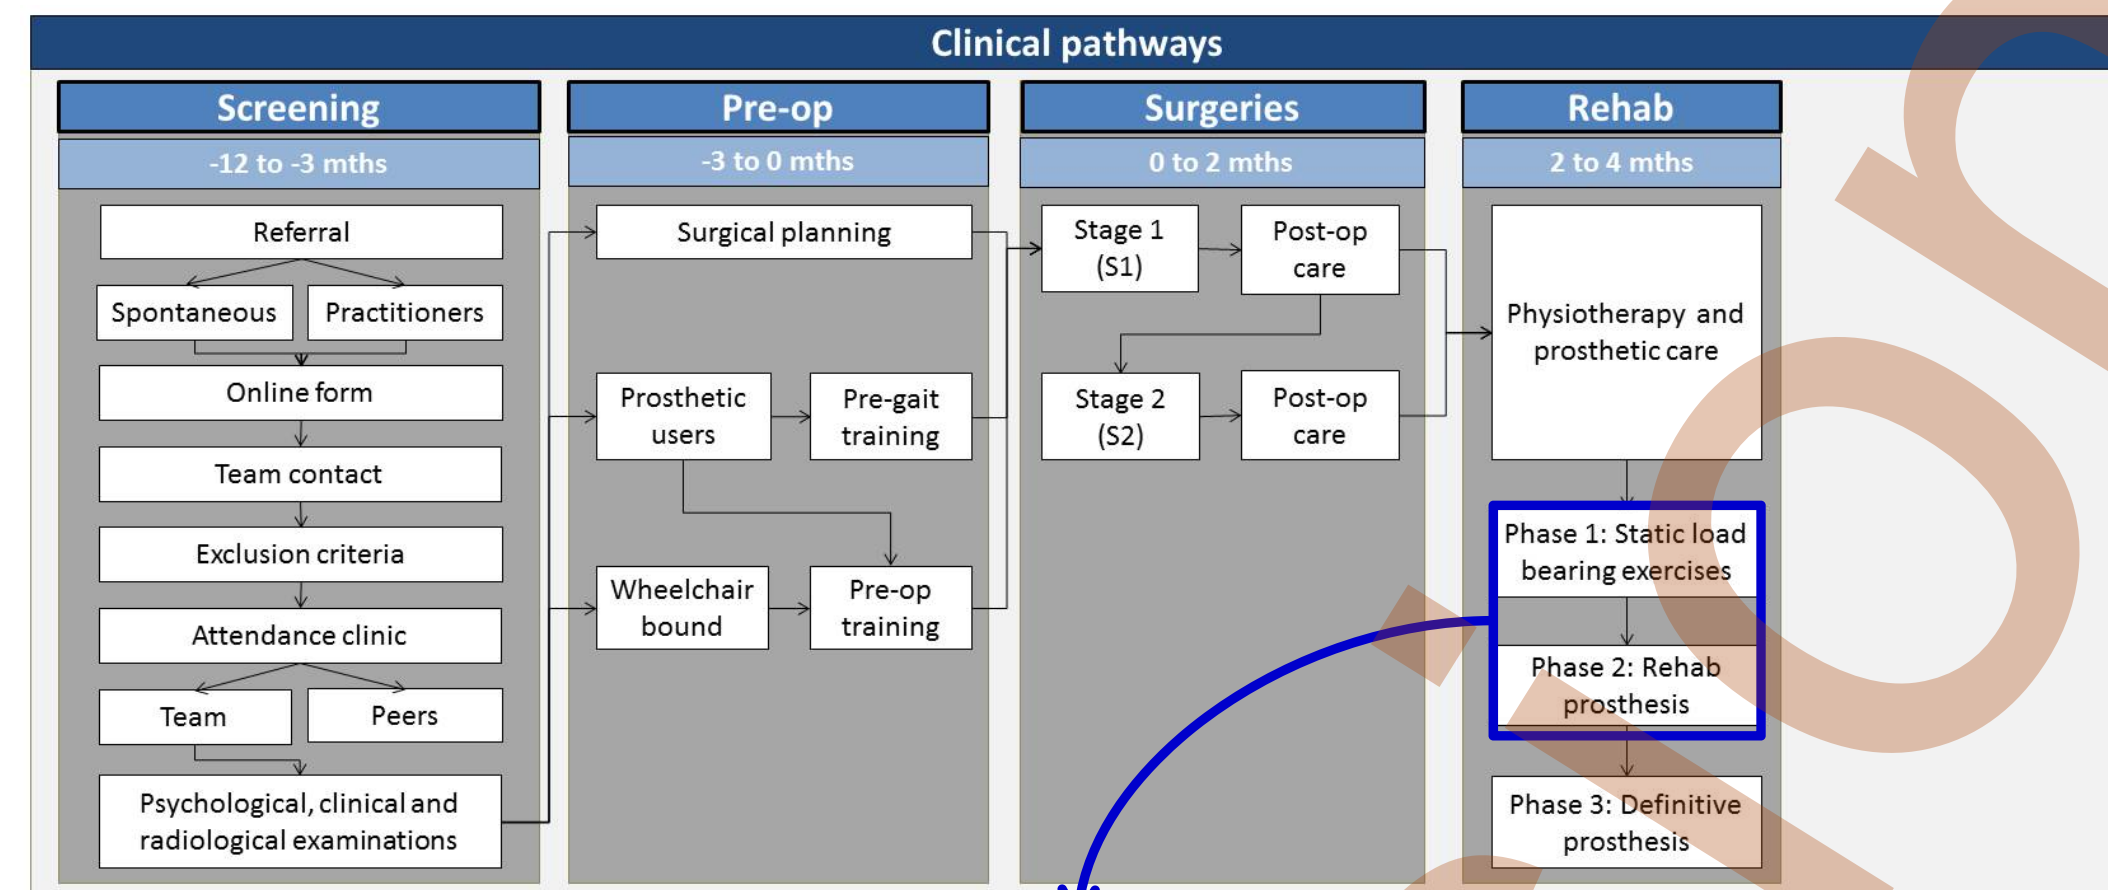 Clinical pathways
Screening
-12 to -3 mths
Referral
Spontaneous
Practitioners
Online form
Team contact
Exclusion criteria
Attendance clinic
Team
Peers
Psychological, clinical and
radiological examinations
Pre-op
-3 to 0 mths
Surgical planning
Prosthetic
users
Pre-gait
training
Wheelchair
bound
Pre-op
training
Surgeries
0 to 2 mths
Stage 1
(S1)
Post-op
care
Stage 2
(S2)
Post-op
care
Rehab
2 to 4 mths
Physiotherapy and
prosthetic care
Phase 1: Static load
bearing exercises
Phase 2: Rehab
prosthesis
Phase 3: Definitive
prosthesis